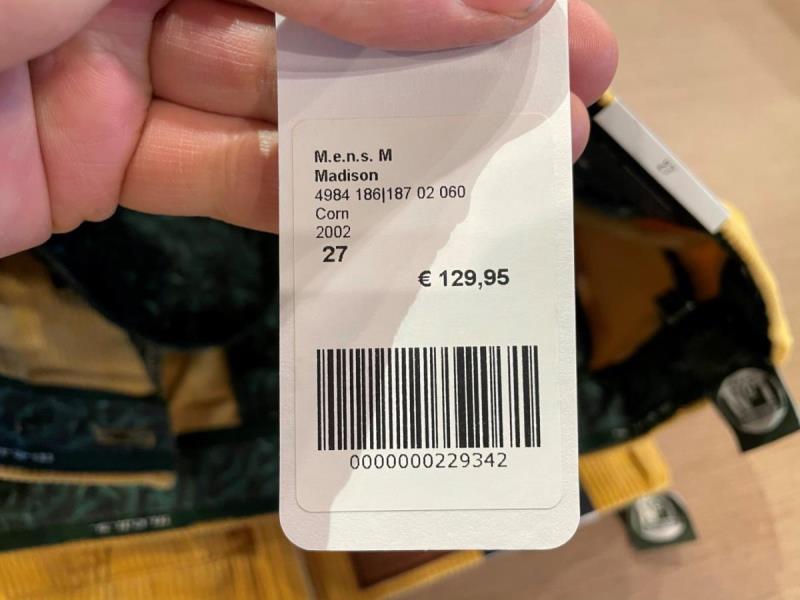 M.e.n.s. M
Madison
4984 186|187 02 060
Corn
2002
27
€ 129,95
0000000229342